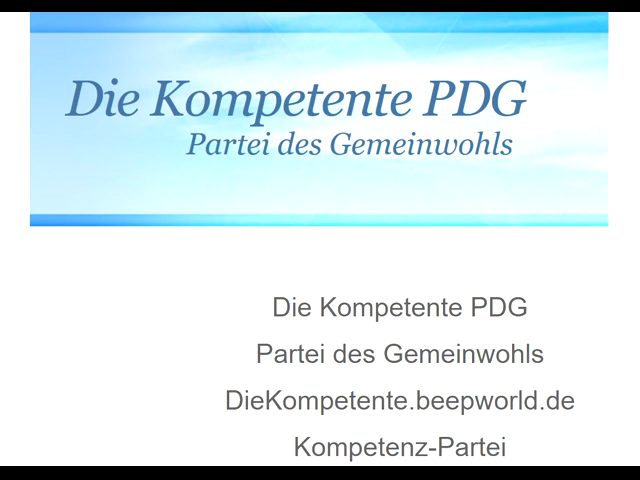 Die Kompetente PDG
Partei des Gemeinwohls
Die Kompetente PDG
Partei des Gemeinwohls
DieKompetente.beepworld.de
Kompetenz-Partei